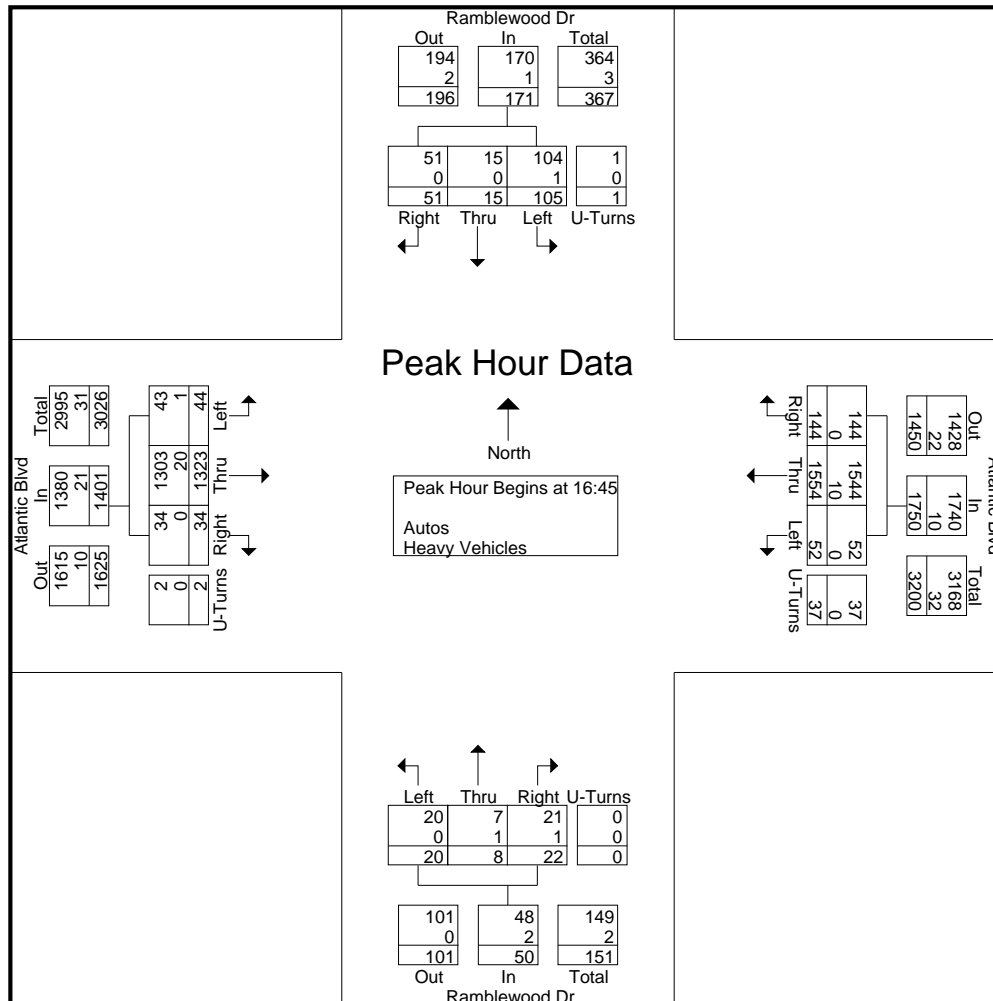 Ramblewood Dr
Out In Total
194 170 364
2 1 3
196 171 367
51 15 104 1
0 0 1 0
51 15 105 1
Right Thru Left U-Turns
Peak Hour Data
North
Peak Hour Begins at 16:45
Autos
Heavy Vehicles
Atlantic Blvd
Out In Total
1615 1380 2995
10 21 31
1625 1401 3026
U-Turns Right Thru Left
2 34 1303 43
0 0 20 1
2 34 1323 44
Atlantic Blvd
Out In Total
1428 1740 3168
22 10 32
1450 1750 3200
144 1544 52 37
0 10 0 0
144 1554 52 37
Right Thru Left U-Turns
Left Thru Right U-Turns
20 7 21 0
0 1 1 0
20 8 22 0
101 48 149
0 2 2
101 50 151
Out In Total
Ramblewood Dr